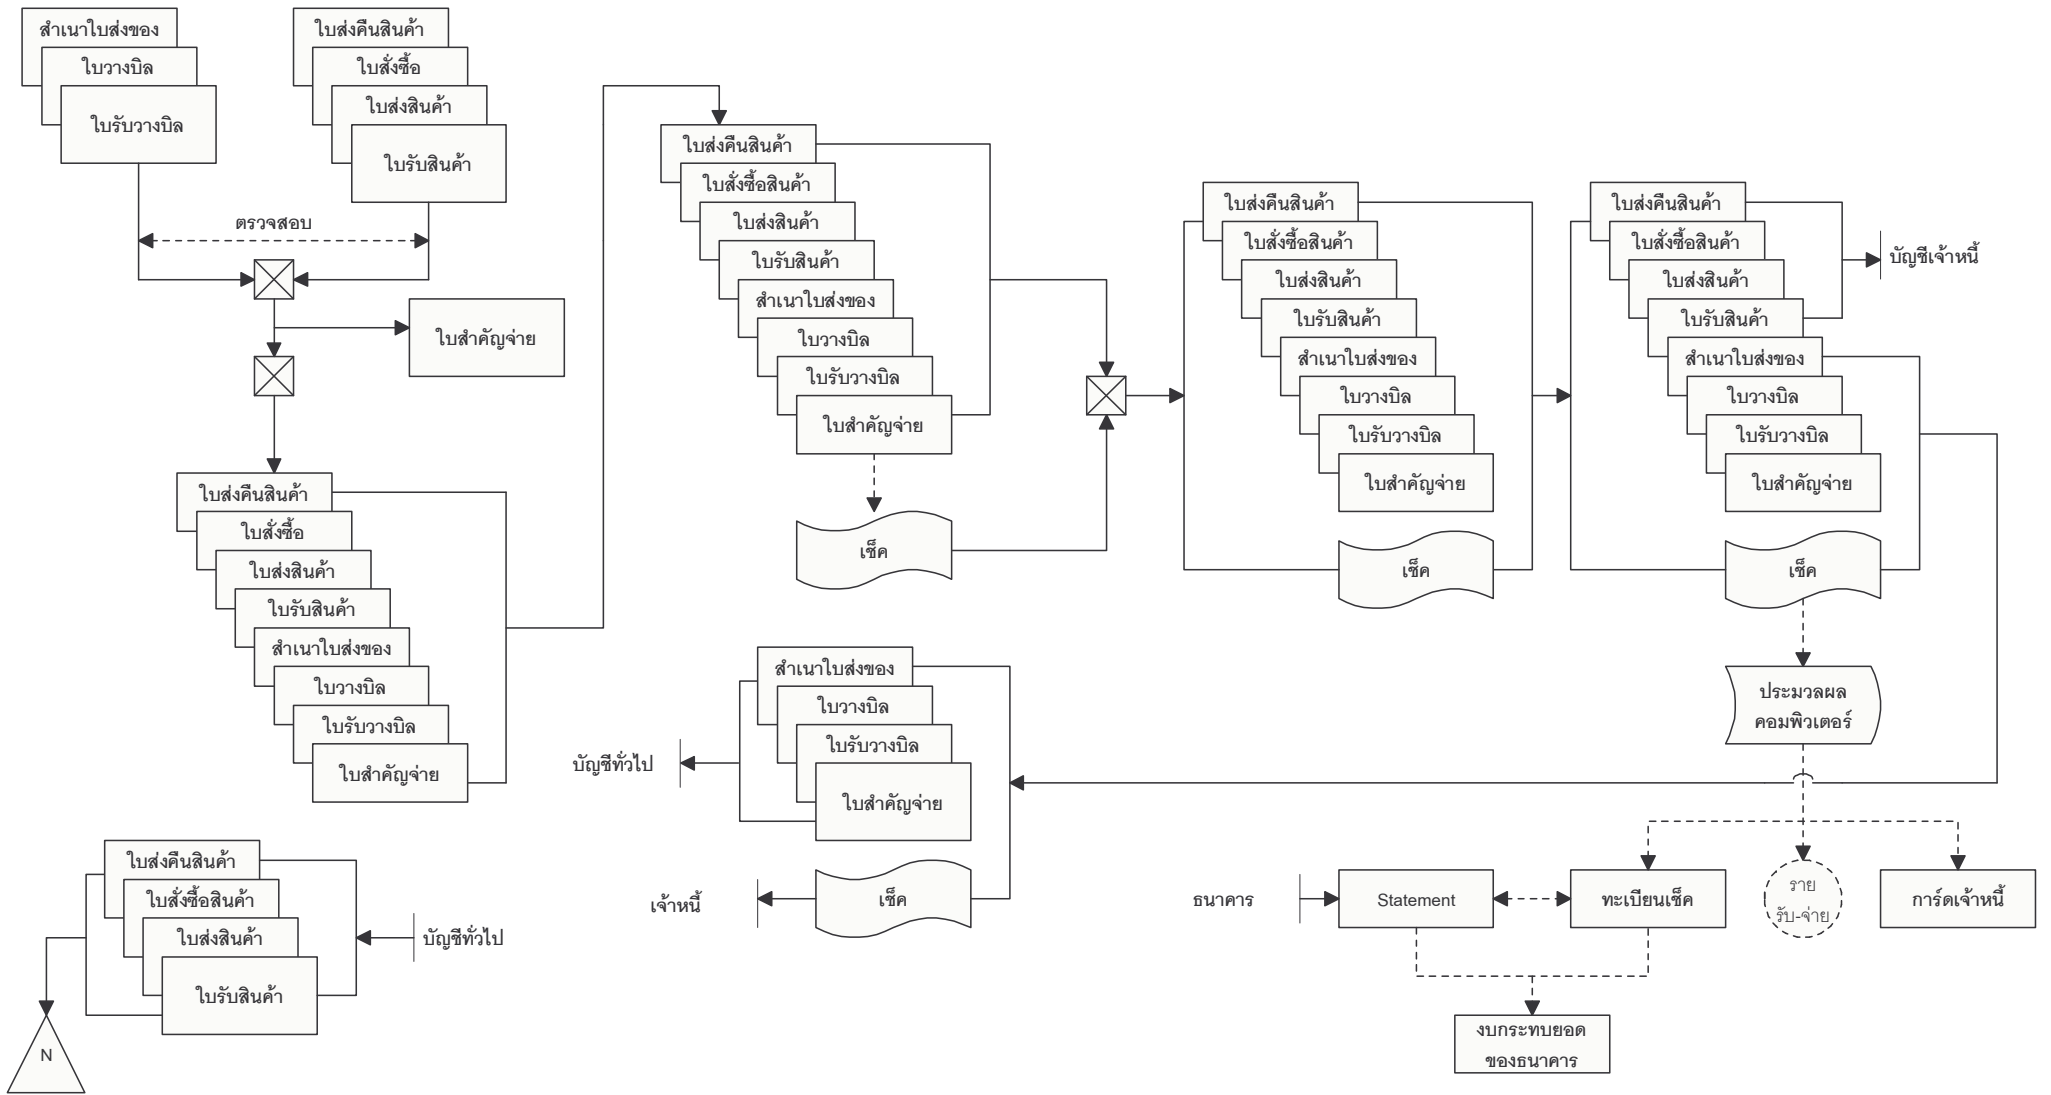 สำเนาใบส่งของ
ใบวางบิล
ใบรับวางบิล
ใบส่งคืนสินค้า
ใบสั่งซื้อ
ใบส่งสินค้า
ใบรับสินค้า
ตรวจสอบ
ใบสำคัญจ่าย
ใบส่งคืนสินค้า
ใบสั่งซื้อ
ใบส่งสินค้า
ใบรับสินค้า
สำเนาใบส่งของ
ใบวางบิล
ใบรับวางบิล
ใบสำคัญจ่าย
ใบส่งคืนสินค้า
ใบสั่งซื้อสินค้า
ใบส่งสินค้า
ใบรับสินค้า
สำเนาใบส่งของ
ใบวางบิล
ใบรับวางบิล
ใบสำคัญจ่าย
เช็ค
ใบส่งคืนสินค้า
ใบสั่งซื้อสินค้า
ใบส่งสินค้า
ใบรับสินค้า
สำเนาใบส่งของ
ใบวางบิล
ใบรับวางบิล
ใบสำคัญจ่าย
เช็ค
ใบส่งคืนสินค้า
ใบสั่งซื้อสินค้า
ใบส่งสินค้า
ใบรับสินค้า
สำเนาใบส่งของ
ใบวางบิล
ใบรับวางบิล
ใบสำคัญจ่าย
เช็ค
บัญชีเจ้าหนี้
ประมวลผล
คอมพิวเตอร์
สำเนาใบส่งของ
ใบวางบิล
ใบรับวางบิล
ใบสำคัญจ่าย
บัญชีทั่วไป
เช็ค
เจ้าหนี้
ธนาคาร
Statement
ทะเบียนเช็ค
ราย
รับ-จ่าย
การ์ดเจ้าหนี้
งบกระทบยอด
ของธนาคาร
ใบส่งคืนสินค้า
ใบสั่งซื้อสินค้า
ใบส่งสินค้า
ใบรับสินค้า
บัญชีทั่วไป
N